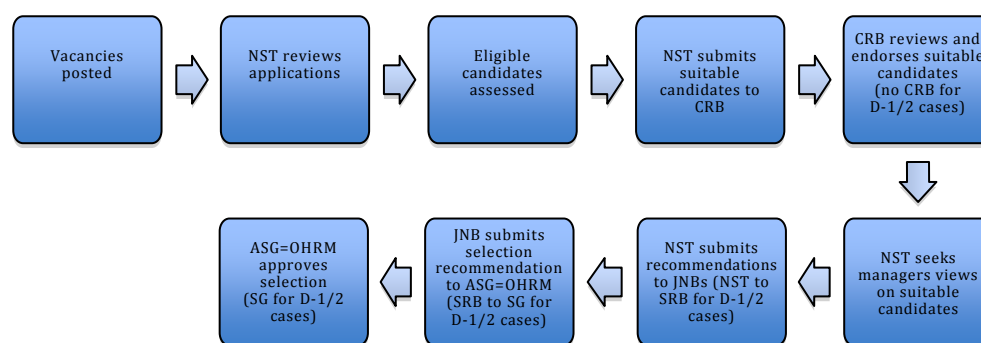 Vacancies
posted
NST reviews
applications
Eligible
candidates
assessed
NST submits
suitable
candidates to
CRB
CRB reviews and
endorses suitable
candidates
(no CRB for
D-1/2 cases)
NST seeks
managers views
on suitable
candidates
NST submits
recommendations
to JNBs (NST to
SRB for D-1/2
cases)
JNB submits
selection
recommendation
to ASG=OHRM
(SRB to SG for
D-1/2 cases)
ASG=OHRM
approves
selection
(SG for D-1/2
cases)